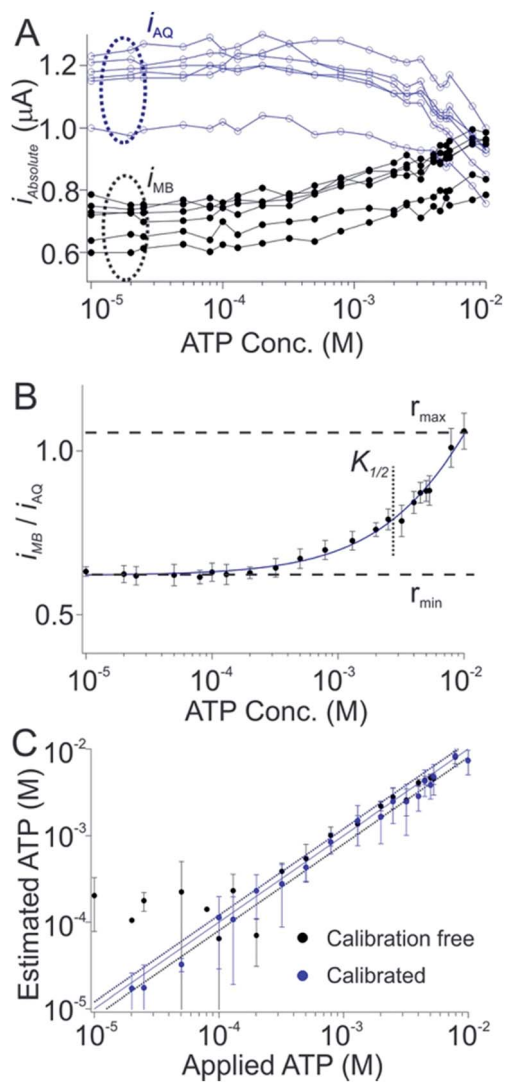 A
i_AQ
i_MB
i_Absolute (μA)
1.2
1.0
0.8
0.6
10^-5
10^-4
10^-3
10^-2
ATP Conc. (M)
B
r_max
K_1/2
r_min
i_MB / i_AQ
1.0
0.5
10^-5
10^-4
10^-3
10^-2
ATP Conc. (M)
C
Estimated ATP (M)
10^-2
10^-3
10^-4
10^-5
Calibration free
Calibrated
10^-5
10^-4
10^-3
10^-2
Applied ATP (M)